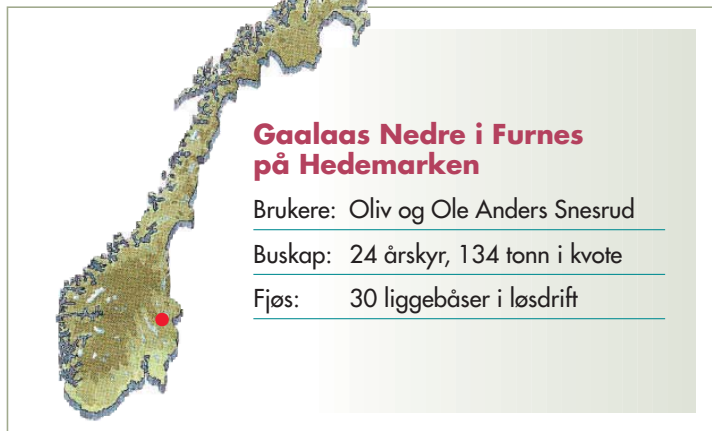 Gaalaas Nedre i Furnes
på Hedemarken
Brukere: Oliv og Ole Anders Snesrud
Buskap: 24 årskyr, 134 tonn i kvote
Fjøs: 30 liggebåser i løsdrift